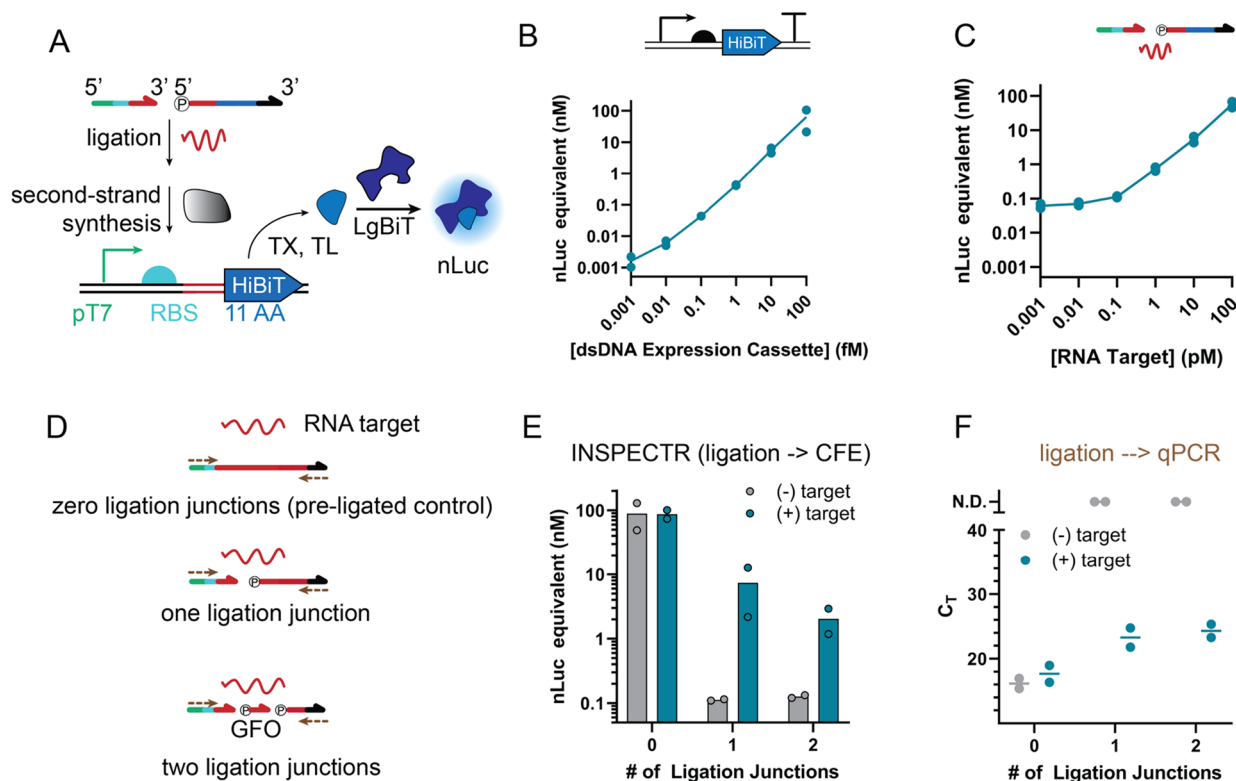 A
5’ 3’ 5’ 3’
P
ligation
second-strand
synthesis
TX, TL
LgBiT
nLuc
HiBiT
pT7 RBS 11 AA
B
HiBiT
nLuc equivalent (nM)
100
10
1
0.1
0.01
0.001
0.001 0.01 0.1 1 10 100
[dsDNA Expression Cassette] (fM)
C
P
nLuc equivalent (nM)
100
10
1
0.1
0.01
0.001
0.001 0.01 0.1 1 10 100
[RNA Target] (pM)
D
RNA target
zero ligation junctions (pre-ligated control)
P
one ligation junction
P P
GFO
two ligation junctions
E
INSPECTR (ligation -> CFE)
(-) target
(+) target
nLuc equivalent (nM)
100
10
1
0.1
0 1 2
# of Ligation Junctions
F
ligation --> qPCR
N.D.
40
(-) target
(+) target
30
20
CT
0 1 2
# of Ligation Junctions